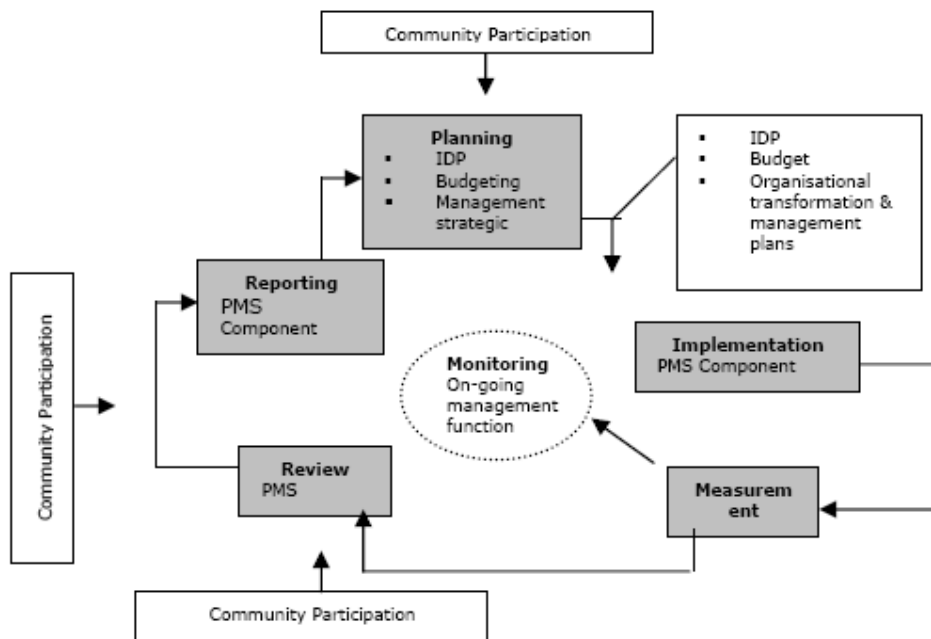 Community Participation
Planning
▪ IDP
▪ Budgeting
▪ Management
strategic
▪ IDP
▪ Budget
▪ Organisational
transformation &
management
plans
Reporting
PMS
Component
Community Participation
Monitoring
On-going
management
function
Implementation
PMS Component
Review
PMS
Measurem
ent
Community Participation